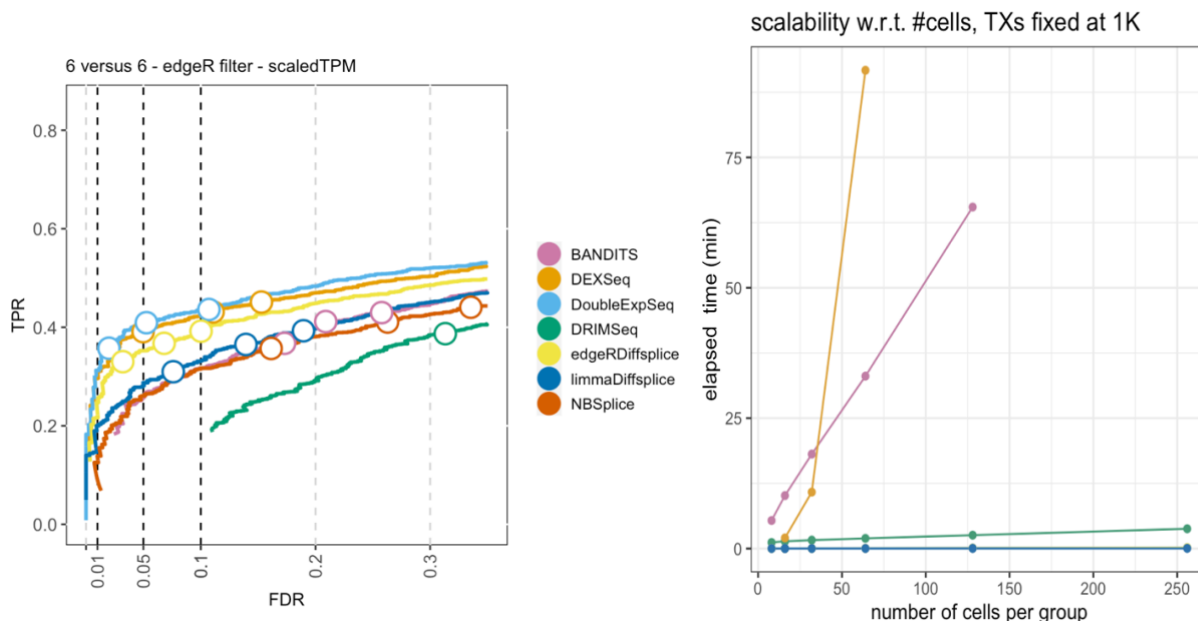 6 versus 6 - edgeR filter - scaledTPM
TPR
0.8
0.6
0.4
0.2
0.0
0.01
0.05
0.1
0.2
0.3
FDR
BANDITS
DEXSeq
DoubleExpSeq
DRIMSeq
edgeRDiffsplice
limmaDiffsplice
NBSplice
scalability w.r.t. #cells, TXs fixed at 1K
elapsed time (min)
75
50
25
0
0 50 100 150 200 250
number of cells per group